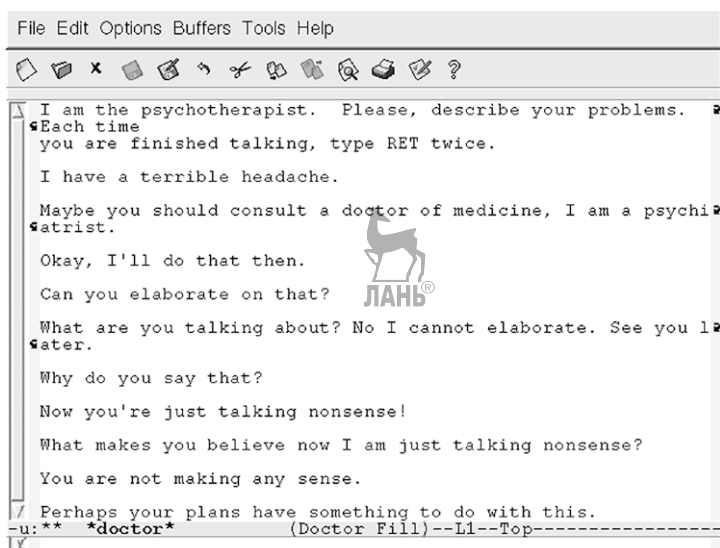 File Edit Options Buffers Tools Help
I am the psychotherapist.  Please, describe your problems.
Each time
you are finished talking, type RET twice.
I have a terrible headache.
Maybe you should consult a doctor of medicine, I am a psychi
atrist.
Okay, I'll do that then.
Can you elaborate on that?
ЛАНЬ®
What are you talking about? No I cannot elaborate. See you l
ater.
Why do you say that?
Now you're just talking nonsense!
What makes you believe now I am just talking nonsense?
You are not making any sense.
Perhaps your plans have something to do with this.
-u:**  *doctor*            (Doctor Fill)--L1--Top-----------------